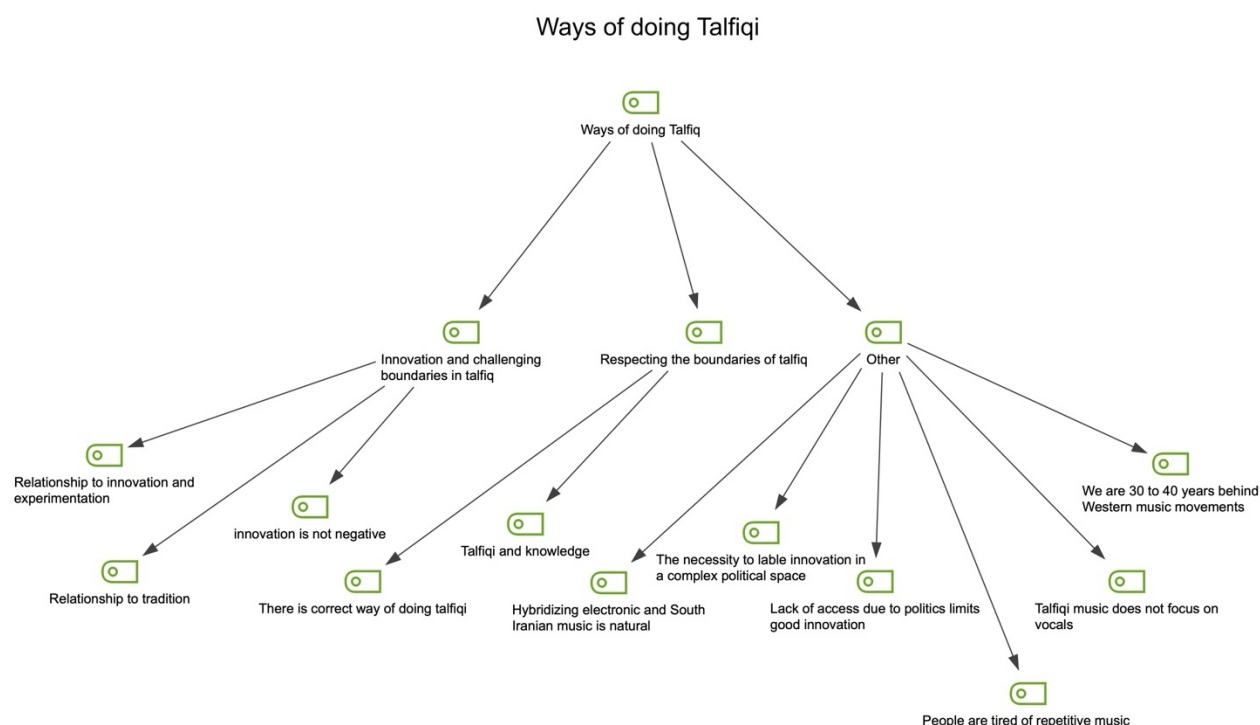 Ways of doing Talfiqi
Ways of doing Talfiq
Innovation and challenging
boundaries in talfiq
Respecting the boundaries of talfiq
Other
Relationship to innovation and
experimentation
innovation is not negative
Relationship to tradition
Talfiqi and knowledge
There is correct way of doing talfiqi
Hybridizing electronic and South
Iranian music is natural
The necessity to lable innovation in
a complex political space
Lack of access due to politics limits
good innovation
We are 30 to 40 years behind
Western music movements
Talfiqi music does not focus on
vocals
People are tired of repetitive music